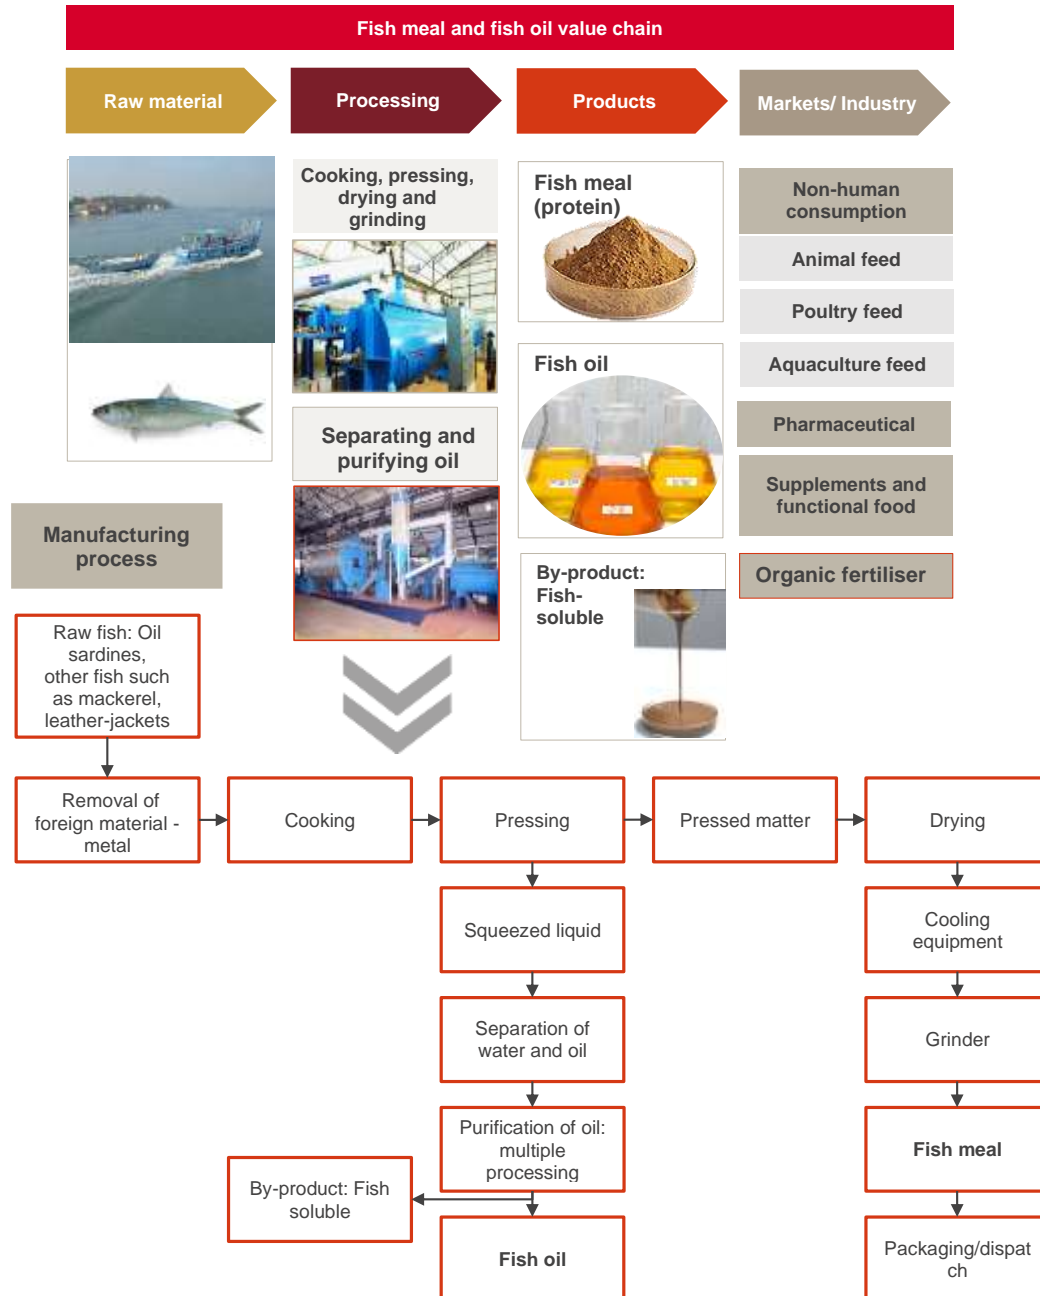 Fish meal and fish oil value chain
Raw material
Processing
Products
Markets/ Industry
Cooking, pressing,
drying and
grinding
Separating and
purifying oil
Fish meal
(protein)
Fish oil
By-product:
Fish-
soluble
Non-human
consumption
Animal feed
Poultry feed
Aquaculture feed
Pharmaceutical
Supplements and
functional food
Organic fertiliser
Manufacturing
process
Raw fish: Oil
sardines,
other fish such
as mackerel,
leather-jackets
Removal of
foreign material -
metal
Cooking
Pressing
Pressed matter
Drying
Squeezed liquid
Cooling
equipment
Separation of
water and oil
Grinder
Purification of oil:
multiple
processing
Fish meal
By-product: Fish
soluble
Fish oil
Packaging/dispat
ch